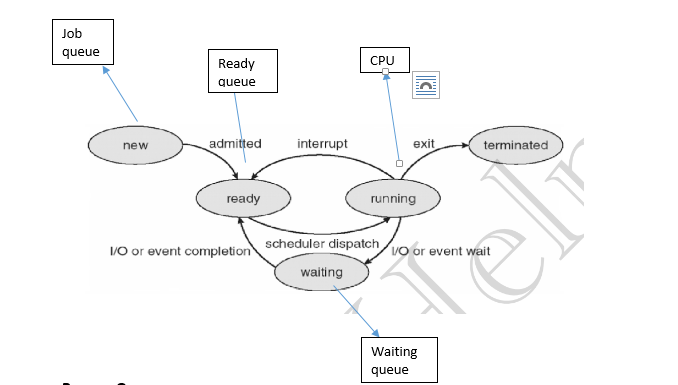 Job
queue
Ready
queue
CPU
new
admitted
interrupt
exit
terminated
ready
running
I/O or event completion
scheduler dispatch
I/O or event wait
waiting
Waiting
queue